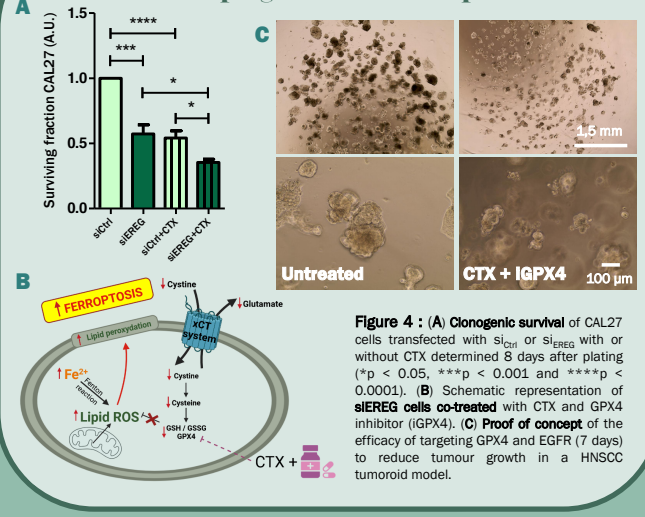 A
Surviving fraction CAL27 (A.U.)
1.5
1.0
0.5
0.0
****
***
*
*
siCtrl
siEREG
siCtrl+CTX
siEREG+CTX
C
1,5 mm
Untreated
CTX + iGPX4
100 µm
B
↑ FERROPTOSIS
↑ Lipid peroxydation
↓ Cystine
↓ Glutamate
xCT
system
↑ Fe²⁺
Fenton
reaction
↑ Lipid ROS
↓ Cystine
↓ Cysteine
↓ GSH / GSSG
GPX4
CTX +
Figure 4 : (A) Clonogenic survival of CAL27
cells transfected with siCtrl or siEREG with or
without CTX determined 8 days after plating
(*p < 0.05, ***p < 0.001 and ****p <
0.0001). (B) Schematic representation of
siEREG cells co-treated with CTX and GPX4
inhibitor (iGPX4). (C) Proof of concept of the
efficacy of targeting GPX4 and EGFR (7 days)
to reduce tumour growth in a HNSCC
tumoroid model.